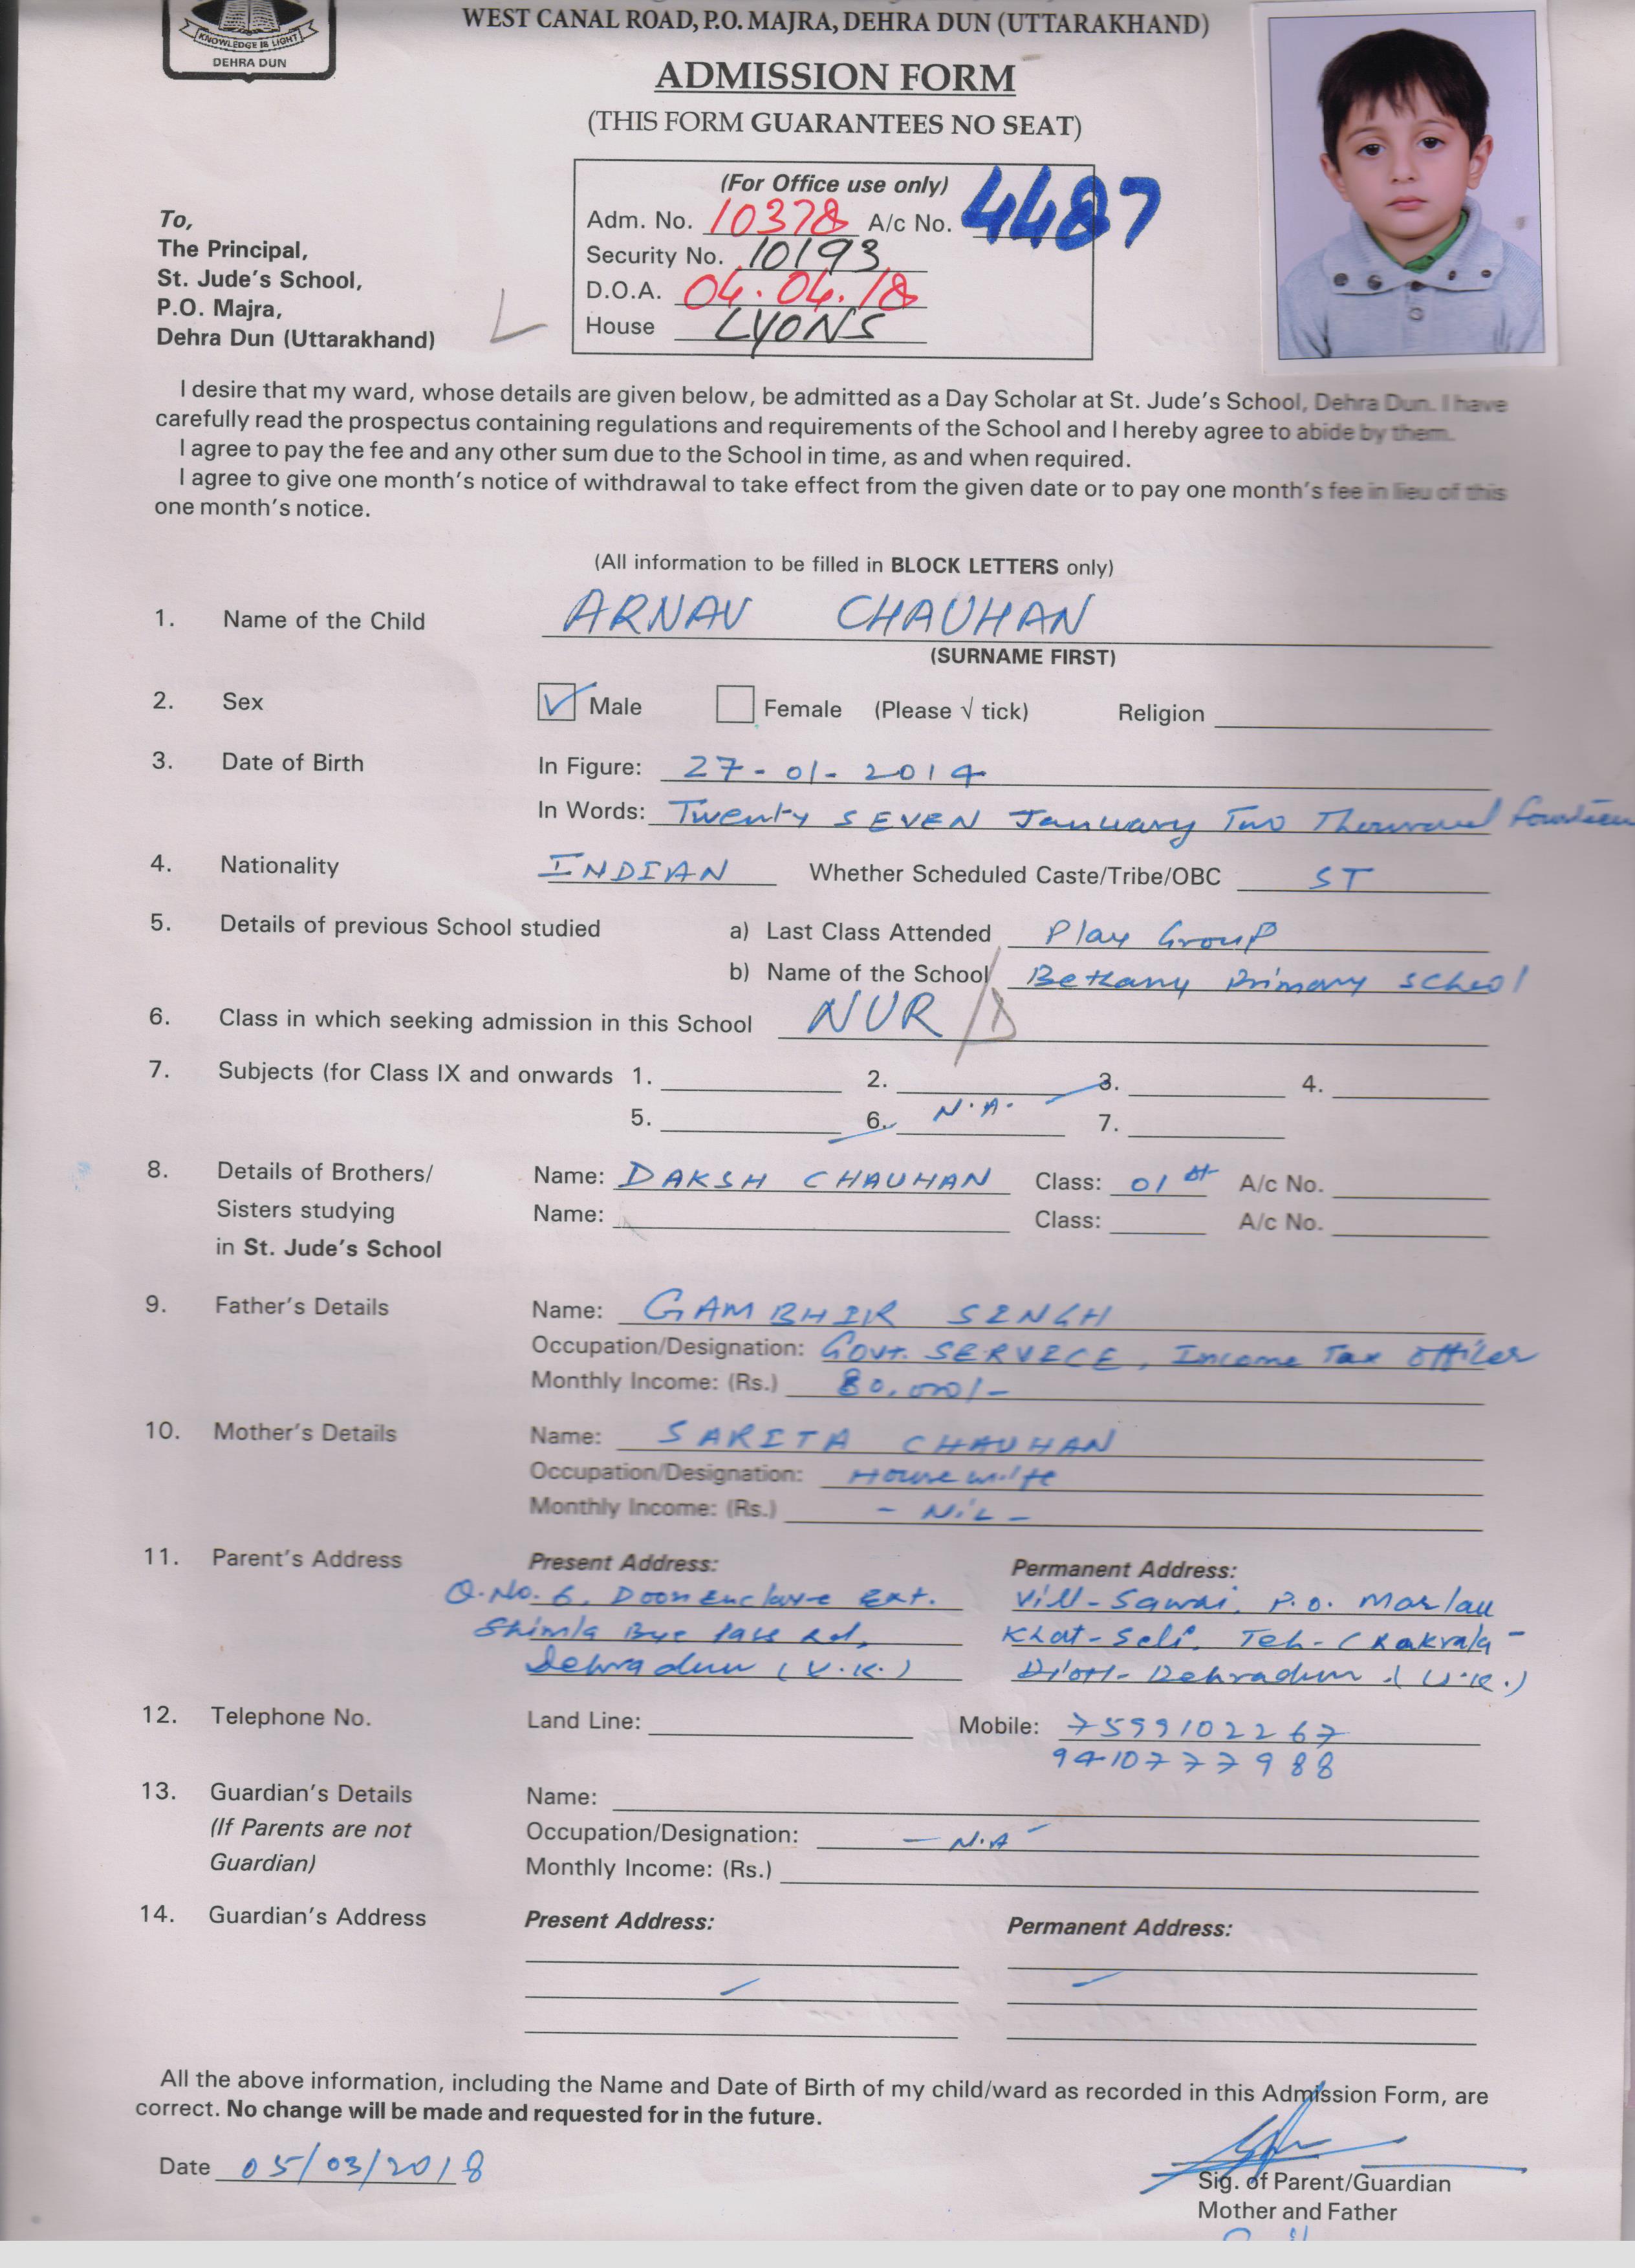 KNOWLEDGE IS LIGHT
DEHRA DUN
WEST CANAL ROAD, P.O. MAJRA, DEHRA DUN (UTTARAKHAND)
ADMISSION FORM
(THIS FORM GUARANTEES NO SEAT)
(For Office use only)
Adm. No. 10378 A/c No. 4487
Security No. 10193
D.O.A. 04.04.18
House LYONS
To,
The Principal,
St. Jude's School,
P.O. Majra,
Dehra Dun (Uttarakhand)
I desire that my ward, whose details are given below, be admitted as a Day Scholar at St. Jude's School, Dehra Dun. I have
carefully read the prospectus containing regulations and requirements of the School and I hereby agree to abide by them.
I agree to pay the fee and any other sum due to the School in time, as and when required.
I agree to give one month's notice of withdrawal to take effect from the given date or to pay one month's fee in lieu of this
one month's notice.
(All information to be filled in BLOCK LETTERS only)
1. Name of the Child ARNAV CHAUHAN
(SURNAME FIRST)
2. Sex Male Female (Please √ tick) Religion
3. Date of Birth In Figure: 27-01-2014
In Words: Twenty SEVEN January Two Thousand fourteen
4. Nationality INDIAN Whether Scheduled Caste/Tribe/OBC ST
5. Details of previous School studied a) Last Class Attended Play Group
b) Name of the School Bethany Primary School
6. Class in which seeking admission in this School NUR /D
7. Subjects (for Class IX and onwards 1. 2. 3. 4.
5. 6. N.A. 7.
8. Details of Brothers/ Name: DAKSH CHAUHAN Class: 01st A/c No.
Sisters studying Name: Class: A/c No.
in St. Jude's School
9. Father's Details Name: GAMBHIR SINGH
Occupation/Designation: Govt. SERVICE, Income Tax officer
Monthly Income: (Rs.) 80,000/-
10. Mother's Details Name: SARITA CHAUHAN
Occupation/Designation: House wife
Monthly Income: (Rs.) - NiL -
11. Parent's Address Present Address: Permanent Address:
Q.No. 6, Doon Enclave Ext. Vill- Sawai, P.O. Marlau
Shimla Bye Pass Rd, Khat- Seli, Teh- Chakrata
Dehradun (U.K.) Distt- Dehradun (U.K.)
12. Telephone No. Land Line: Mobile: 7599102267
9410777988
13. Guardian's Details Name:
(If Parents are not Occupation/Designation: - N.A -
Guardian) Monthly Income: (Rs.)
14. Guardian's Address Present Address: Permanent Address:
All the above information, including the Name and Date of Birth of my child/ward as recorded in this Admission Form, are
correct. No change will be made and requested for in the future.
Date 05/03/2018
Sig. of Parent/Guardian
Mother and Father